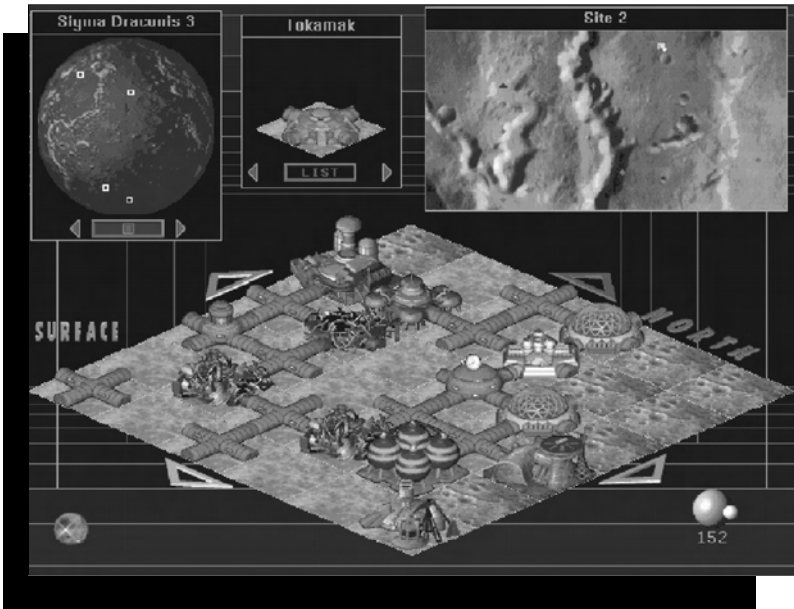 Sigma Draconis 3
Tokamak
Site 2
LIST
SURFACE
NORTH
152